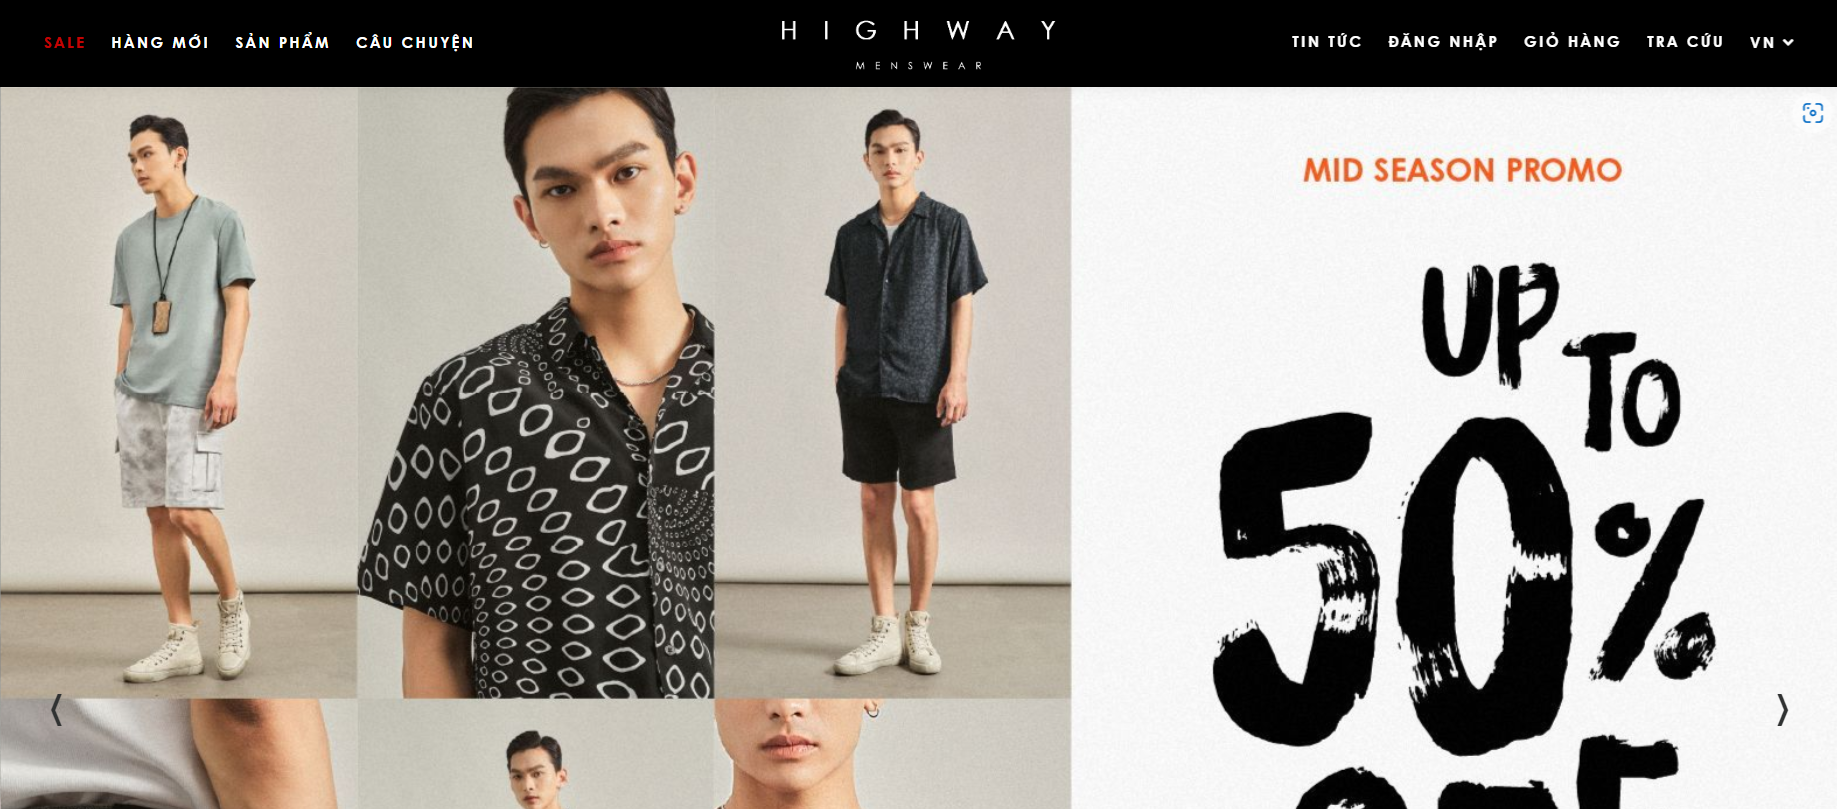 SALE HÀNG MỚI SẢN PHẨM CÂU CHUYỆN
HIGHWAY
MENSWEAR
TIN TỨC ĐĂNG NHẬP GIỎ HÀNG TRA CỨU VN
MID SEASON PROMO
UP
TO
50%